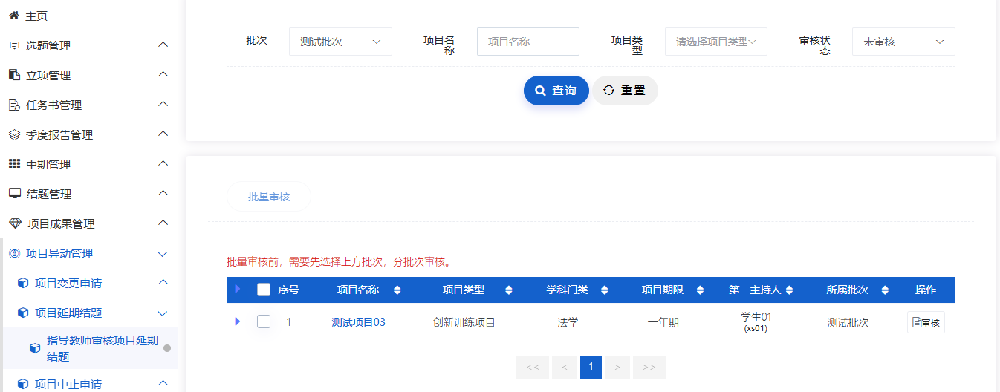 主页
选题管理
立项管理
任务书管理
季度报告管理
中期管理
结题管理
项目成果管理
项目异动管理
项目变更申请
项目延期结题
指导教师审核项目延期
结题
项目中止申请
批次
测试批次
项目名
称
项目名称
项目类
型
请选择项目类型
审核状
态
未审核
查询
重置
批量审核
批量审核前，需要先选择上方批次，分批次审核。
序号 项目名称 项目类型 学科门类 项目期限 第一主持人 所属批次 操作
1 测试项目03 创新训练项目 法学 一年期 学生01 测试批次 审核
(xs01)
<< < 1 > >>